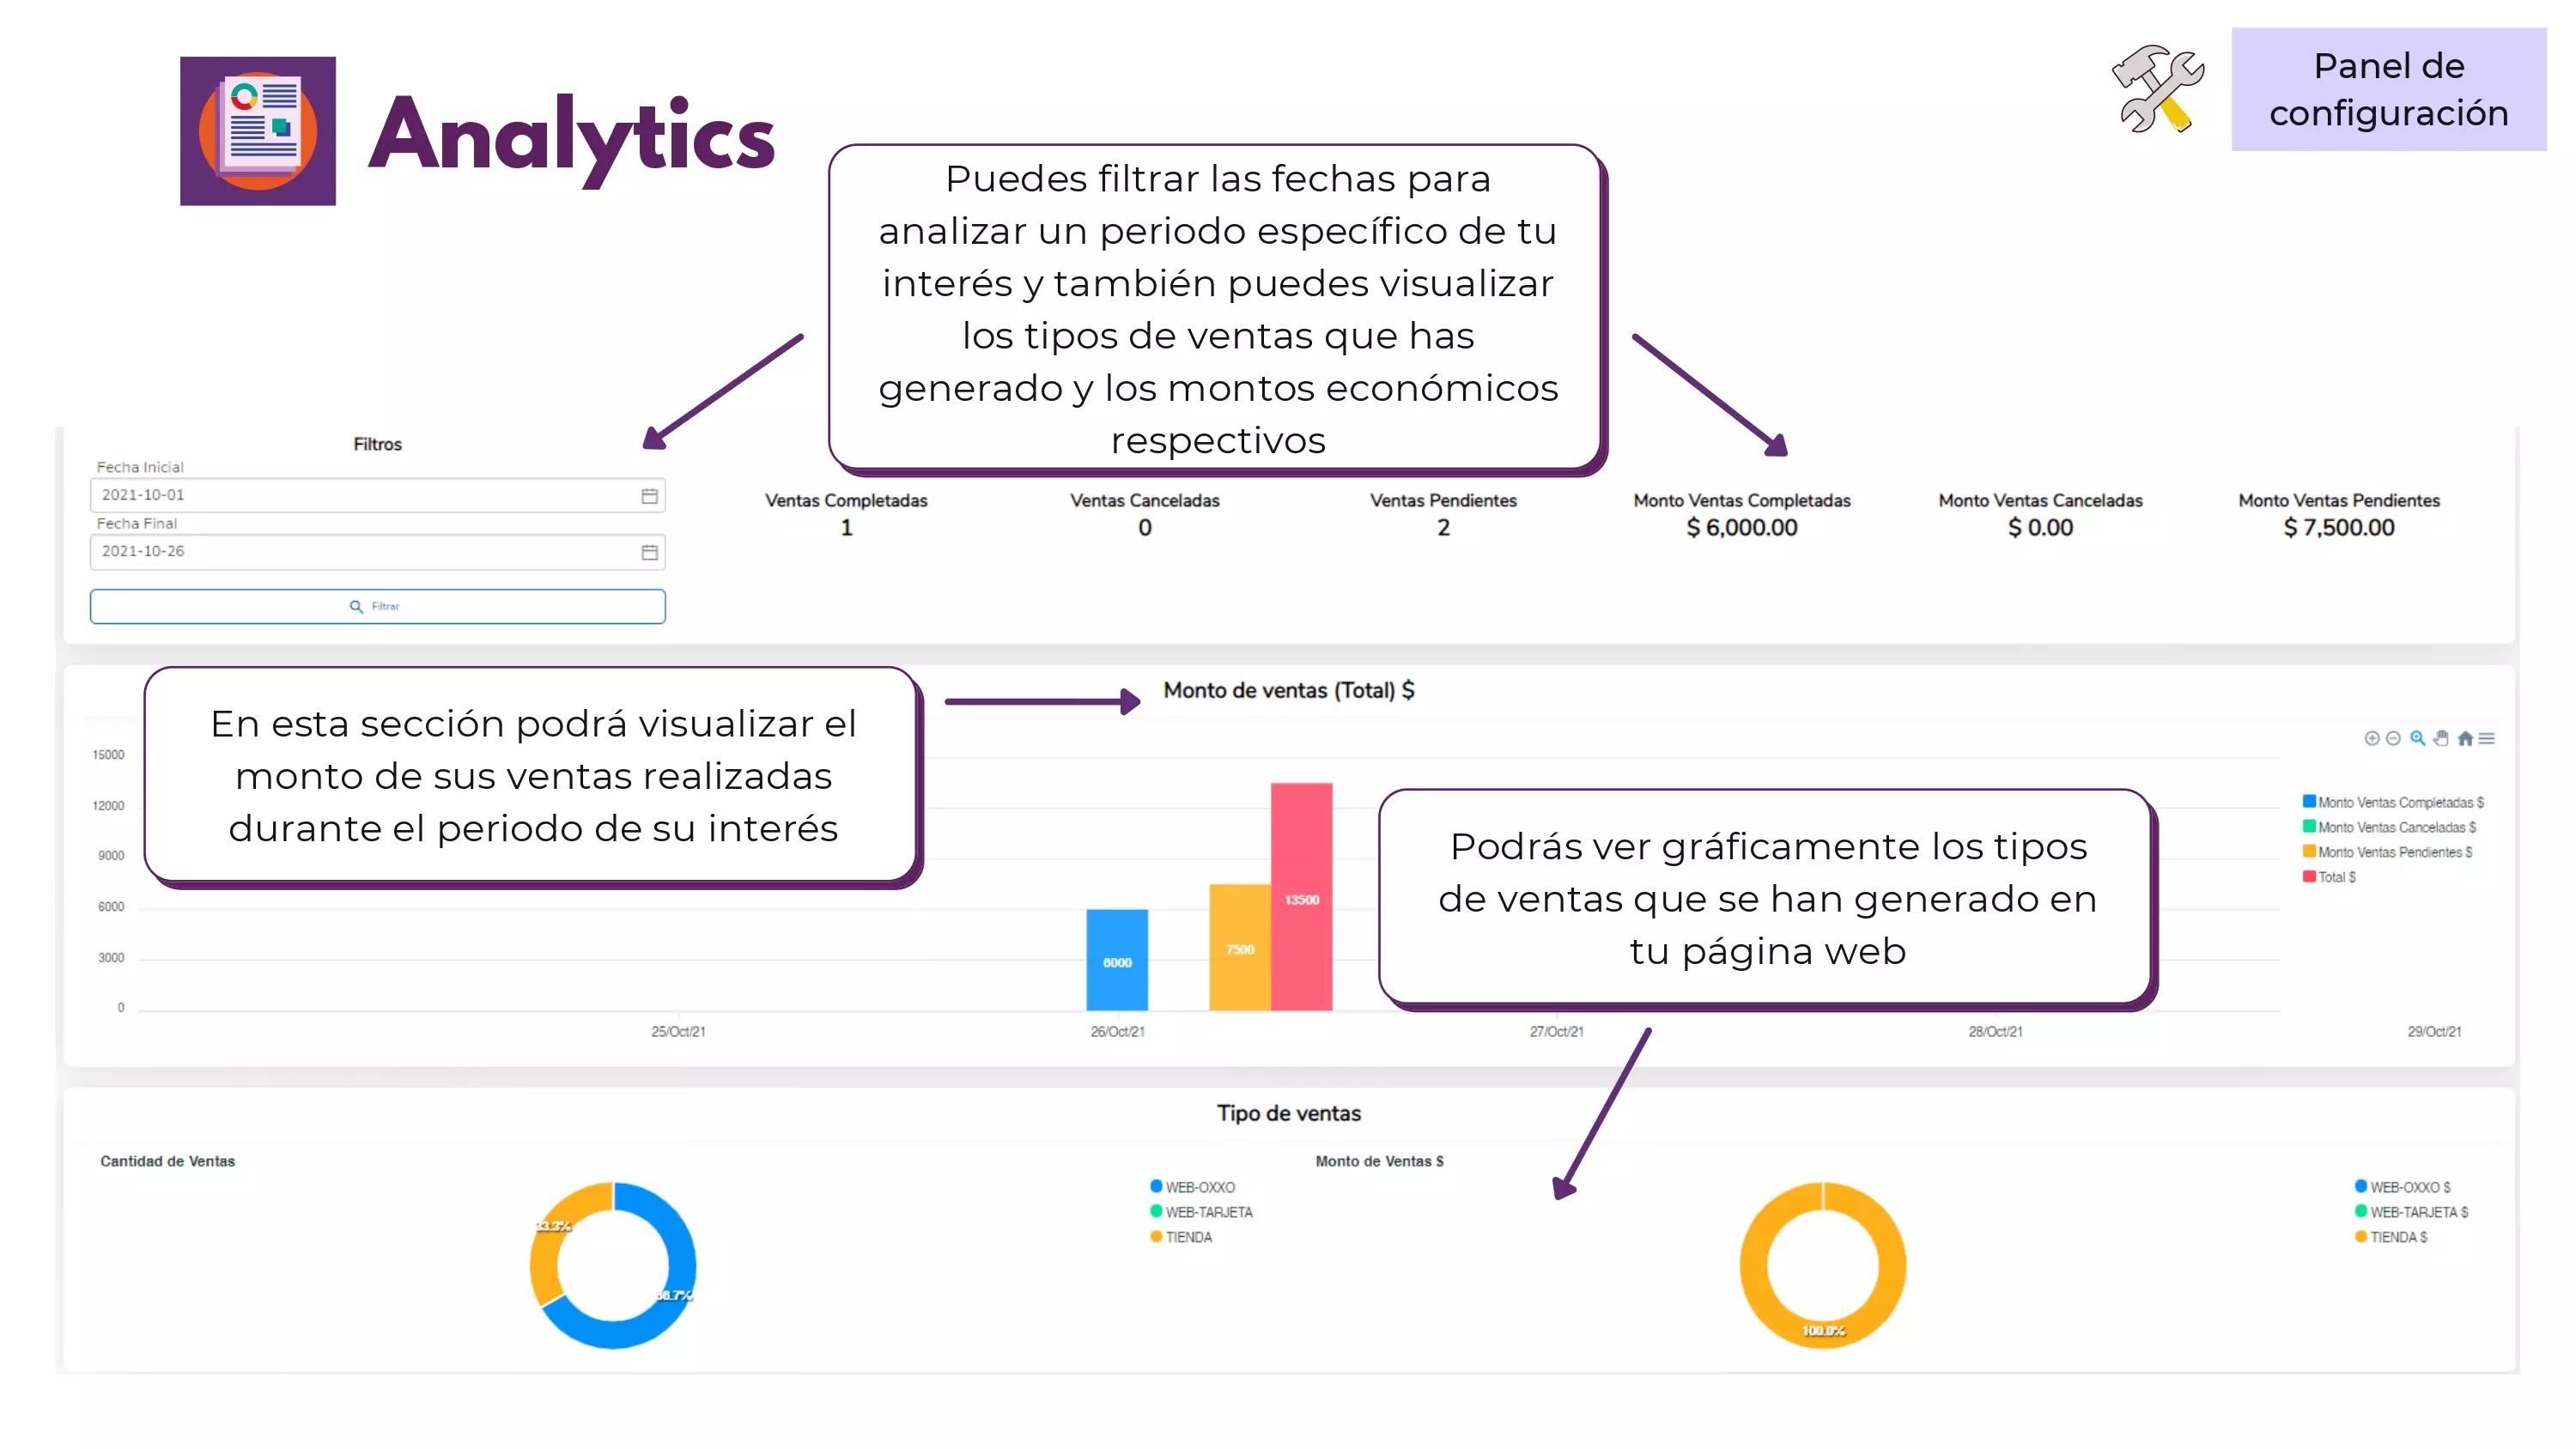 Analytics
Panel de
configuración
Puedes filtrar las fechas para
analizar un periodo específico de tu
interés y también puedes visualizar
los tipos de ventas que has
generado y los montos económicos
respectivos
Filtros
Fecha Inicial
2021-10-01
Fecha Final
2021-10-26
Filtrar
Ventas Completadas
1
Ventas Canceladas
0
Ventas Pendientes
2
Monto Ventas Completadas
$ 6,000.00
Monto Ventas Canceladas
$ 0.00
Monto Ventas Pendientes
$ 7,500.00
Monto de ventas (Total) $
En esta sección podrá visualizar el
monto de sus ventas realizadas
durante el periodo de su interés
15000
12000
9000
6000
3000
0
6000
7500
13500
Podrás ver gráficamente los tipos
de ventas que se han generado en
tu página web
Monto Ventas Completadas $
Monto Ventas Canceladas $
Monto Ventas Pendientes $
Total $
25/Oct/21
26/Oct/21
27/Oct/21
28/Oct/21
29/Oct/21
Tipo de ventas
Cantidad de Ventas
33.3%
66.7%
WEB-OXXO
WEB-TARJETA
TIENDA
Monto de Ventas $
100.0%
WEB-OXXO $
WEB-TARJETA $
TIENDA $